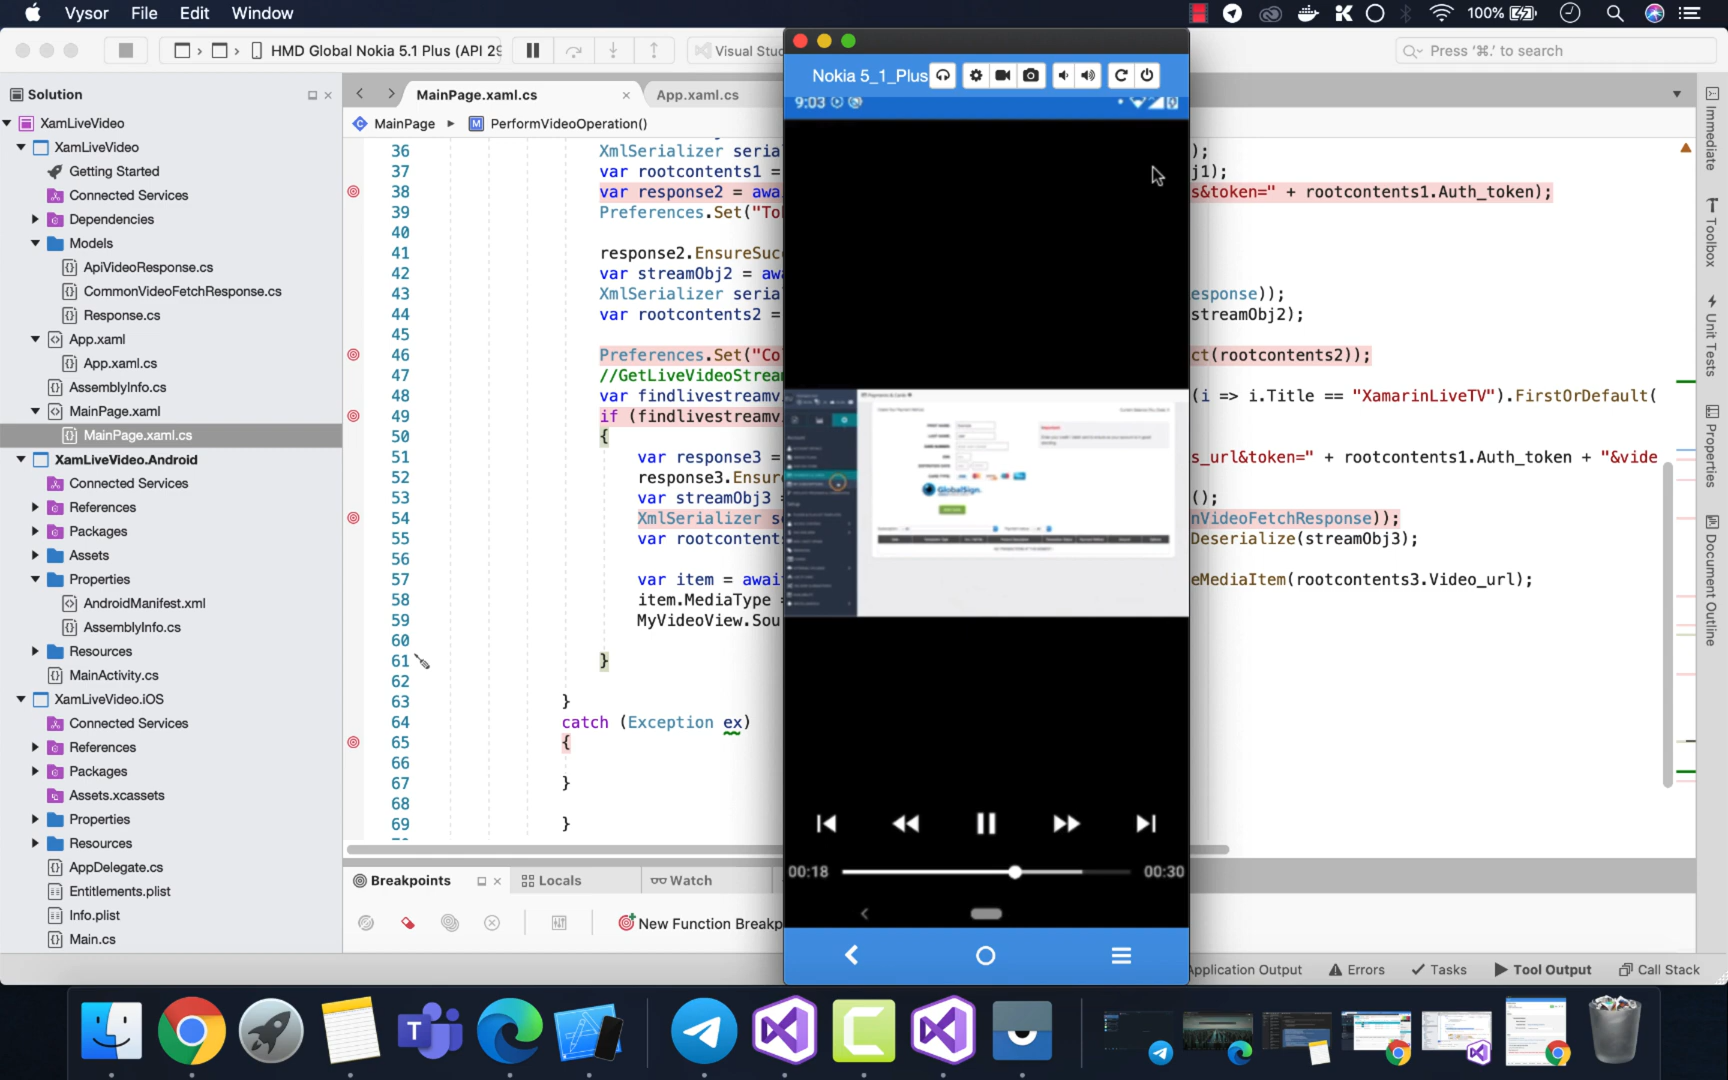 Vysor File Edit Window
100%
HMD Global Nokia 5.1 Plus (API 29
Visual Stu
Press '⌘.' to search
Nokia 5_1_Plus
9:03
Solution
XamLiveVideo
XamLiveVideo
Getting Started
Connected Services
Dependencies
Models
ApiVideoResponse.cs
CommonVideoFetchResponse.cs
Response.cs
App.xaml
App.xaml.cs
AssemblyInfo.cs
MainPage.xaml
MainPage.xaml.cs
XamLiveVideo.Android
Connected Services
References
Packages
Assets
Properties
AndroidManifest.xml
AssemblyInfo.cs
Resources
MainActivity.cs
XamLiveVideo.iOS
Connected Services
References
Packages
Assets.xcassets
Properties
Resources
AppDelegate.cs
Entitlements.plist
Info.plist
Main.cs
MainPage.xaml.cs
App.xaml.cs
MainPage
PerformVideoOperation()
36 XmlSerializer seria );
37 var rootcontents1 = j1);
38 var response2 = awa s&token=" + rootcontents1.Auth_token);
39 Preferences.Set("To
40
41 response2.EnsureSuc
42 var streamObj2 = awa
43 XmlSerializer seria esponse));
44 var rootcontents2 = streamObj2);
45
46 Preferences.Set("Co ct(rootcontents2));
47 //GetLiveVideoStrea
48 var findlivestreamv (i => i.Title == "XamarinLiveTV").FirstOrDefault(
49 if (findlivestreamv
50 {
51 var response3 = s_url&token=" + rootcontents1.Auth_token + "&vide
52 response3.Ensur
53 var streamObj3 = ();
54 XmlSerializer s nVideoFetchResponse));
55 var rootcontent Deserialize(streamObj3);
56
57 var item = awai eMediaItem(rootcontents3.Video_url);
58 item.MediaType =
59 MyVideoView.Sou
60
61 }
62
63 }
64 catch (Exception ex)
65 {
66
67 }
68
69 }
GlobalSign.
00:18
00:30
Breakpoints
Locals
Watch
New Function Breakp
Application Output
Errors
Tasks
Tool Output
Call Stack
Immediate
Toolbox
Unit Tests
Properties
Document Outline